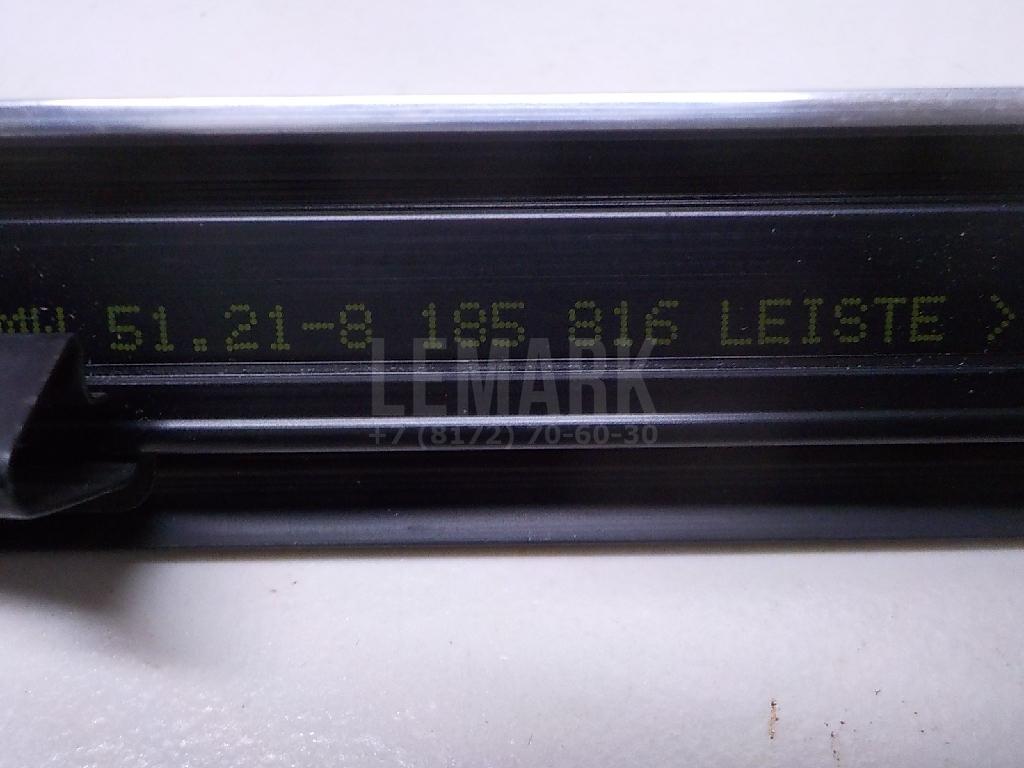 51.21-8 185 816 LEISTE >
LEMARK
+7 (8172) 70-60-30